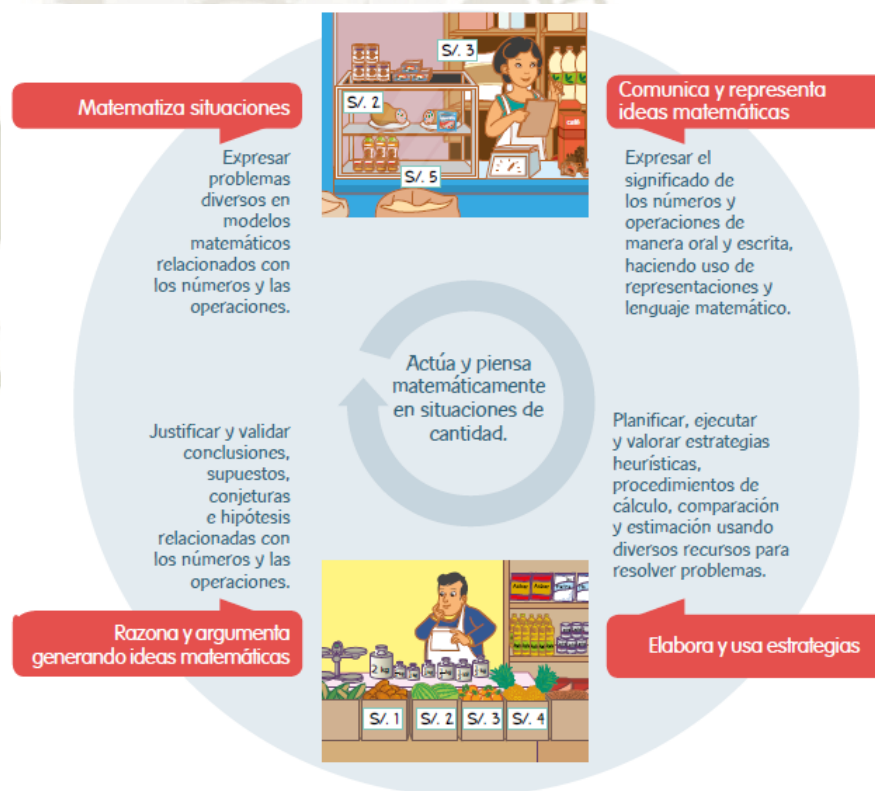 S/. 3
S/. 2
S/. 5
Matematiza situaciones
Expresar
problemas
diversos en
modelos
matemáticos
relacionados con
los números y las
operaciones.
Comunica y representa
ideas matemáticas
Expresar el
significado de
los números y
operaciones de
manera oral y escrita,
haciendo uso de
representaciones y
lenguaje matemático.
Actúa y piensa
matemáticamente
en situaciones de
cantidad.
Justificar y validar
conclusiones,
supuestos,
conjeturas
e hipótesis
relacionadas con
los números y las
operaciones.
Razona y argumenta
generando ideas matemáticas
Planificar, ejecutar
y valorar estrategias
heurísticas,
procedimientos de
cálculo, comparación
y estimación usando
diversos recursos para
resolver problemas.
Elabora y usa estrategias
2 kg
S/. 1
S/. 2
S/. 3
S/. 4